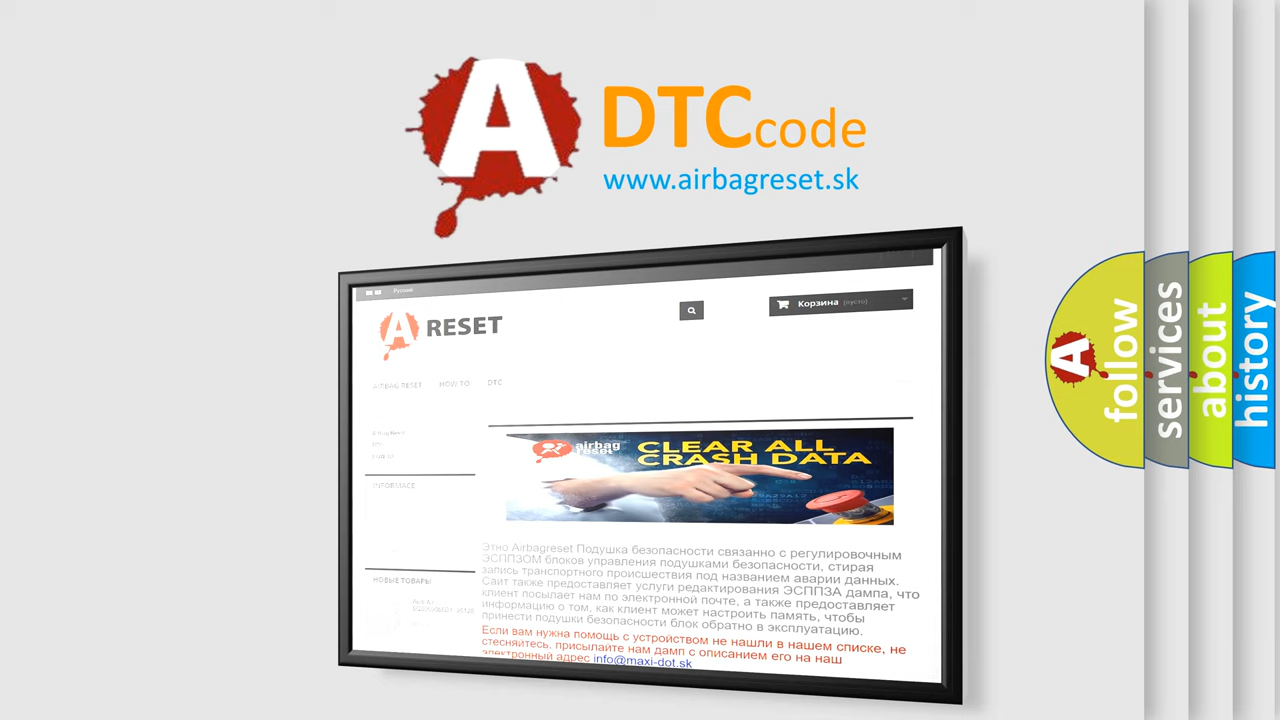 A DTCcode
www.airbagreset.sk
Русский
A RESET
Корзина (пусто)
AIRBAG RESET HOW TO DTC
airbag
reset
CLEAR ALL
CRASH DATA
INFORMACE
НОВЫЕ ТОВАРЫ
Этно Airbagreset Подушка безопасности связанно с регулировочным
ЭСППЗОМ блоков управления подушками безопасности, стирая
запись транспортного происшествия под названием аварии данных.
Сайт также предоставляет услуги редактирования ЭСППЗА дампа, что
клиент посылает нам по электронной почте, а также предоставляет
информацию о том, как клиент может настроить память, чтобы
принести подушки безопасности блок обратно в эксплуатацию.
Если вам нужна помощь с устройством не нашли в нашем списке, не
стесняйтесь, присылайте нам дамп с описанием его на наш
электронный адрес info@maxi-dot.sk
A
follow
services
about
history